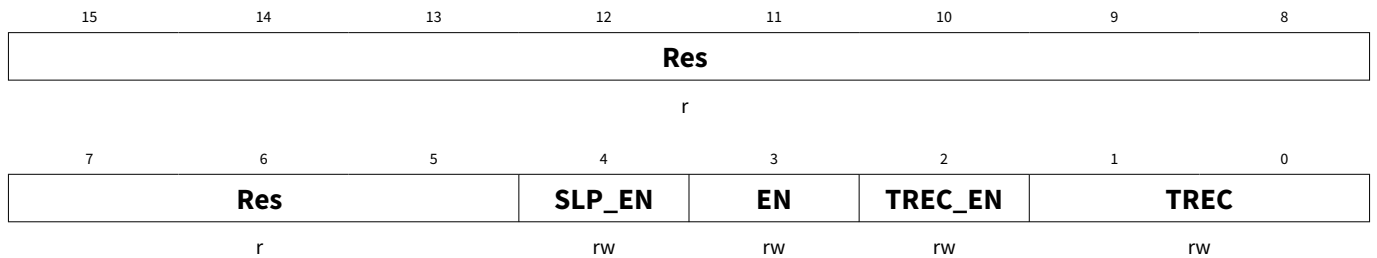 15 14 13 12 11 10 9 8
Res
r
7 6 5 4 3 2 1 0
Res SLP_EN EN TREC_EN TREC
r rw rw rw rw